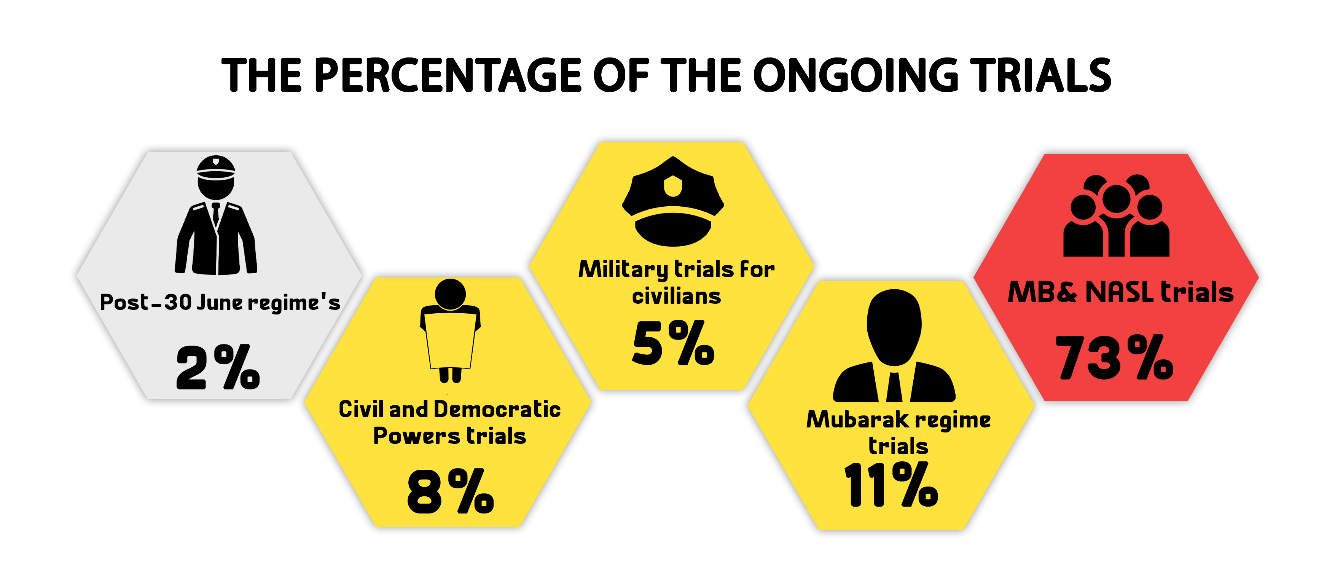 THE PERCENTAGE OF THE ONGOING TRIALS
Post-30 June regime's
2%
Civil and Democratic
Powers trials
8%
Military trials for
civilians
5%
Mubarak regime
trials
11%
MB& NASL trials
73%